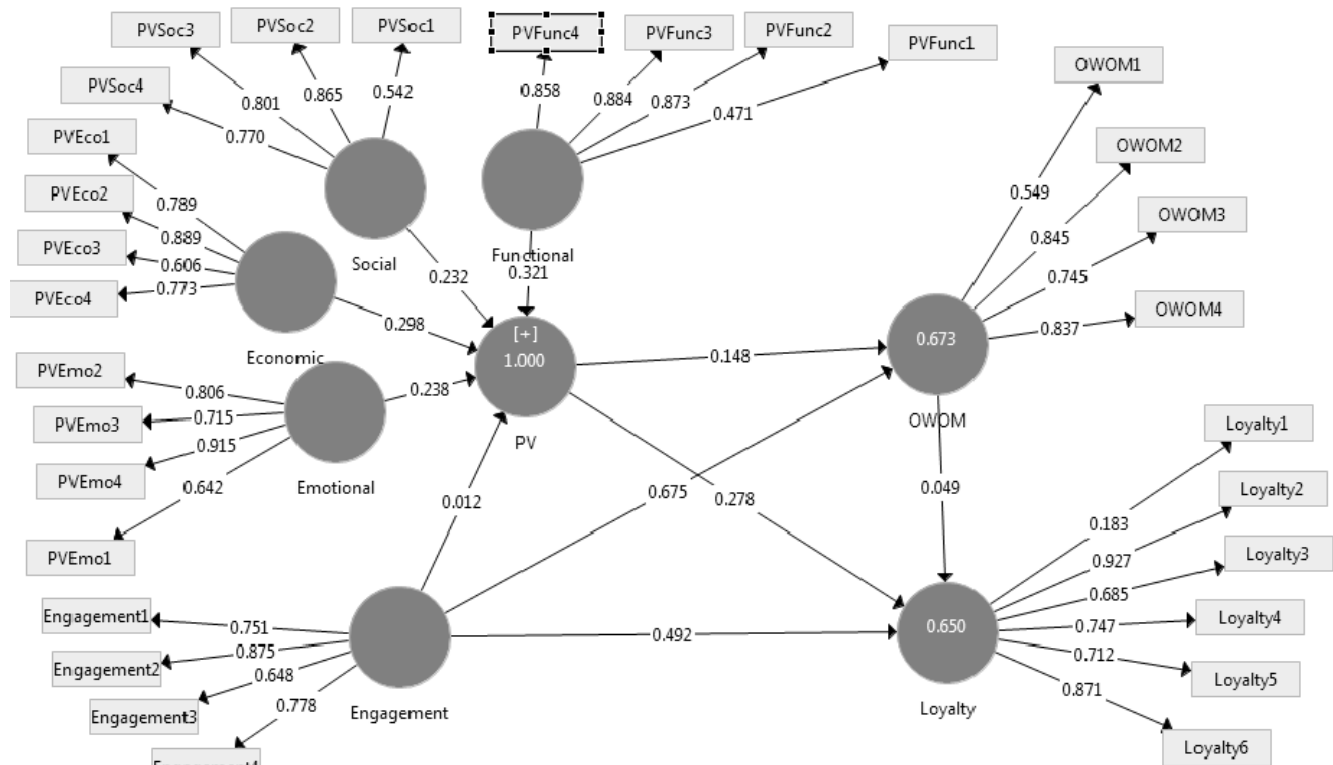 PVSoc3
PVSoc2
PVSoc1
PVFunc4
PVFunc3
PVFunc2
PVFunc1
OWOM1
PVSoc4
0.801
0.865
0.542
0.858
0.884
0.873
0.471
0.770
PVEco1
OWOM2
PVEco2
0.789
0.549
OWOM3
PVEco3
0.889
0.845
0.606
Social
Functional
0.745
PVEco4
0.773
0.232
0.321
0.837
OWOM4
0.298
[+]
1.000
0.673
Economic
0.148
PVEmo2
0.806
0.238
PVEmo3
0.715
PV
OWOM
Loyalty1
PVEmo4
0.915
0.642
Emotional
0.012
0.675
0.278
0.049
0.183
Loyalty2
PVEmo1
0.927
Loyalty3
0.685
Engagement1
0.751
0.492
0.650
0.747
Loyalty4
Engagement2
0.875
0.712
Loyalty5
0.648
0.871
Engagement3
0.778
Engagement
Loyalty
Loyalty6